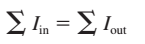 ∑ I_in = ∑ I_out